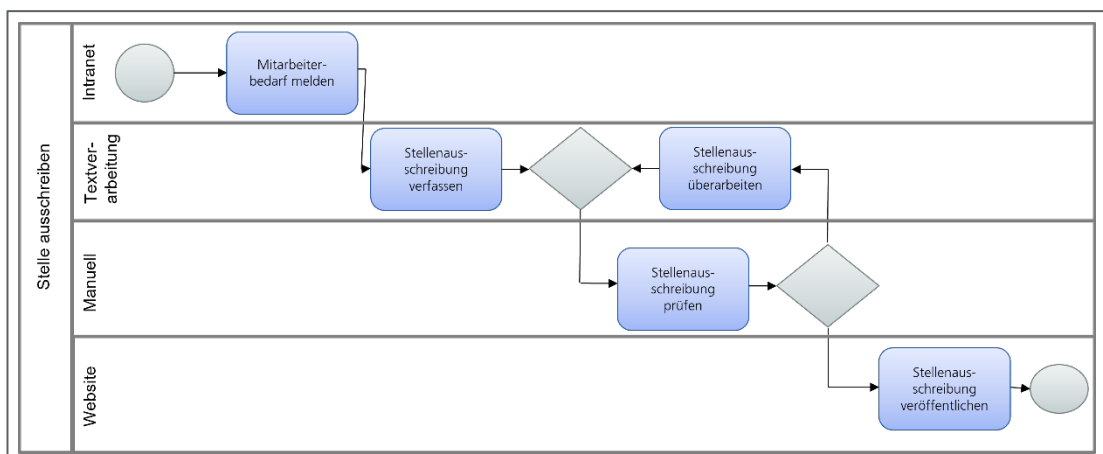 Stelle ausschreiben
Intranet
Mitarbeiter-
bedarf melden
Textver-
arbeitung
Stellenaus-
schreibung
verfassen
Stellenaus-
schreibung
überarbeiten
Manuell
Stellenaus-
schreibung
prüfen
Website
Stellenaus-
schreibung
veröffentlichen